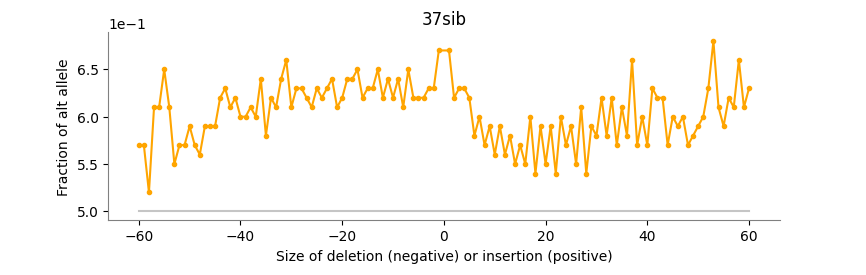 37sib
1e−1
Fraction of alt allele
6.5
6.0
5.5
5.0
−60 −40 −20 0 20 40 60
Size of deletion (negative) or insertion (positive)